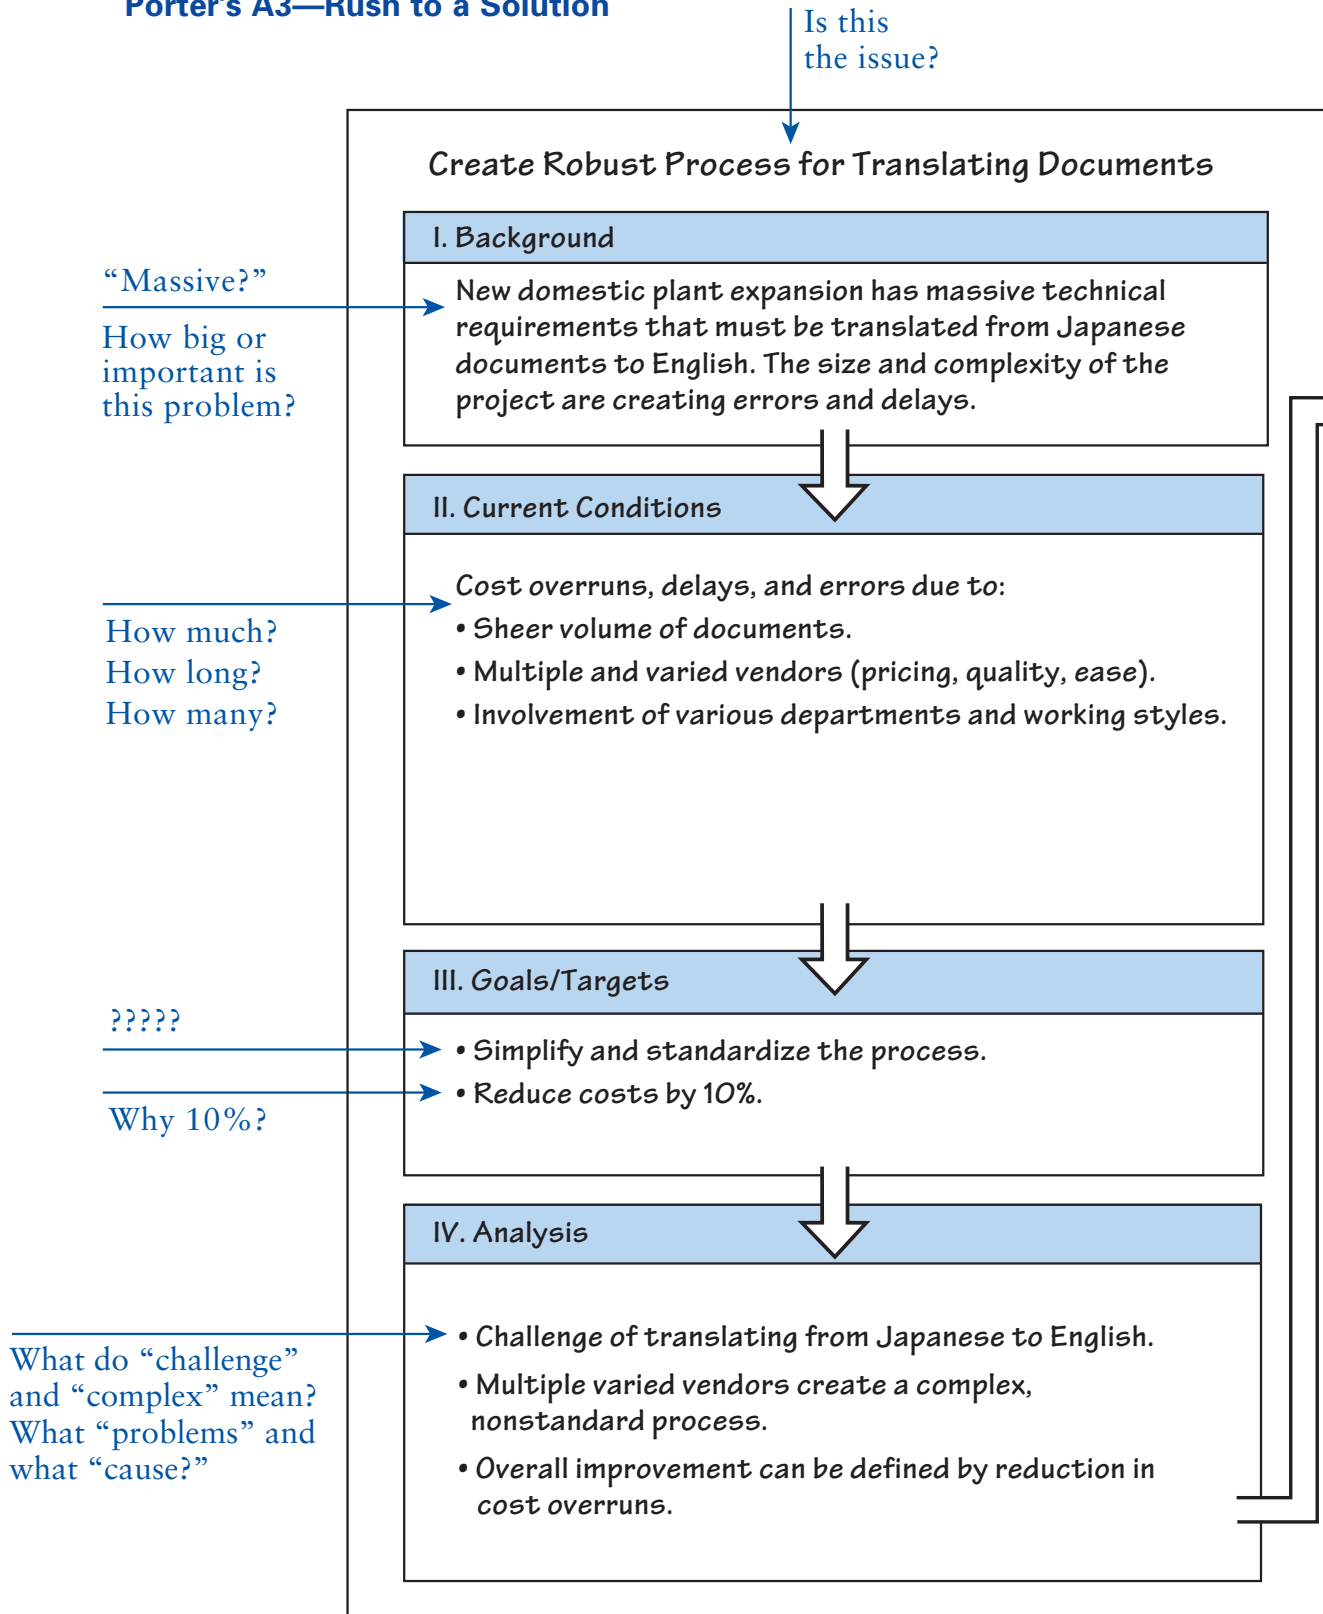 Porter's A3—Rush to a Solution
Is this
the issue?
Create Robust Process for Translating Documents
I. Background
“Massive?”
How big or
important is
this problem?
New domestic plant expansion has massive technical
requirements that must be translated from Japanese
documents to English. The size and complexity of the
project are creating errors and delays.
II. Current Conditions
How much?
How long?
How many?
Cost overruns, delays, and errors due to:
• Sheer volume of documents.
• Multiple and varied vendors (pricing, quality, ease).
• Involvement of various departments and working styles.
III. Goals/Targets
?????
• Simplify and standardize the process.
• Reduce costs by 10%.
Why 10%?
IV. Analysis
What do “challenge”
and “complex” mean?
What “problems” and
what “cause?”
• Challenge of translating from Japanese to English.
• Multiple varied vendors create a complex,
nonstandard process.
• Overall improvement can be defined by reduction in
cost overruns.